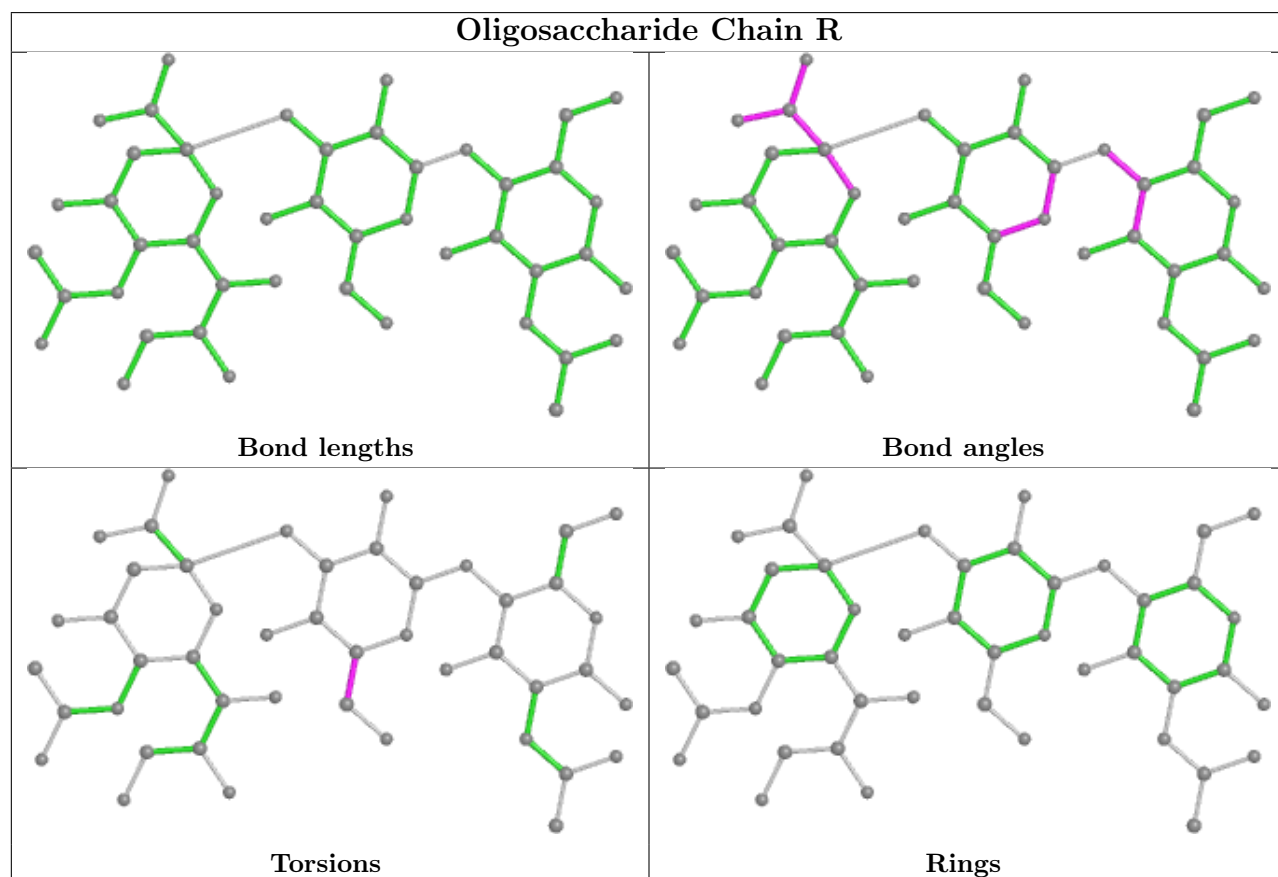 Oligosaccharide Chain R
Bond lengths
Bond angles
Torsions
Rings